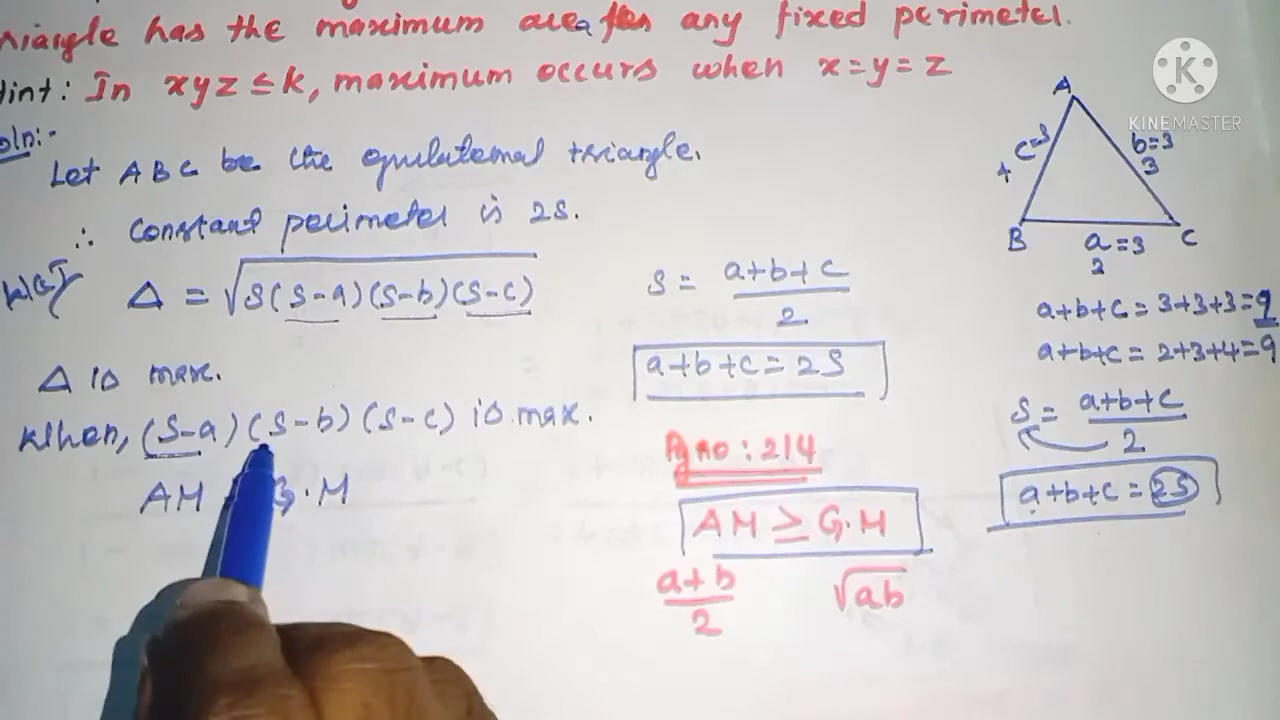 riangle has the maximum area for any fixed perimeter.
Hint: In xyz ≤ k, maximum occurs when x = y = z
Soln:-
Let ABC be the equilateral triangle.
∴ Constant perimeter is 2S.
WKT Δ = √S(S-a)(S-b)(S-c)
Δ is max.
When, (S-a)(S-b)(S-c) is max.
AM G.M
S = a+b+c / 2
a+b+c = 2S
Pg no: 214
AM ≥ G.M
a+b / 2 √ab
K
KINEMASTER
A
c=3 b=3
4 3
B a=3 C
2
a+b+c = 3+3+3=9
a+b+c = 2+3+4=9
S = a+b+c / 2
a+b+c = 2S